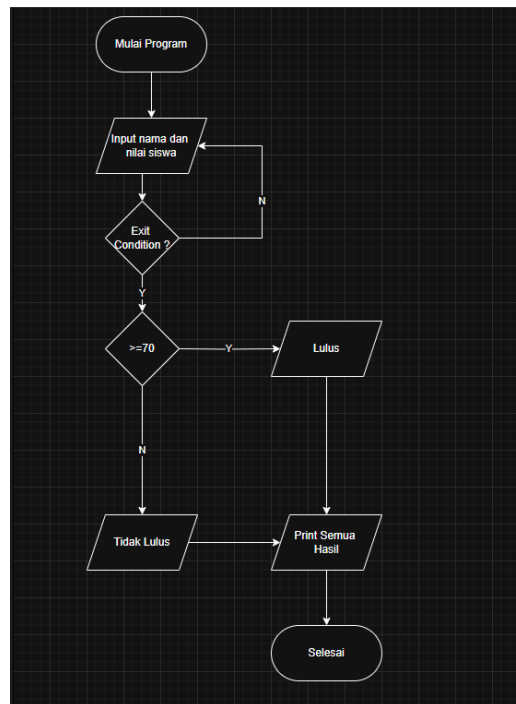 Mulai Program
Input nama dan
nilai siswa
N
Exit
Condition ?
Y
>=70
Y
Lulus
N
Tidak Lulus
Print Semua
Hasil
Selesai